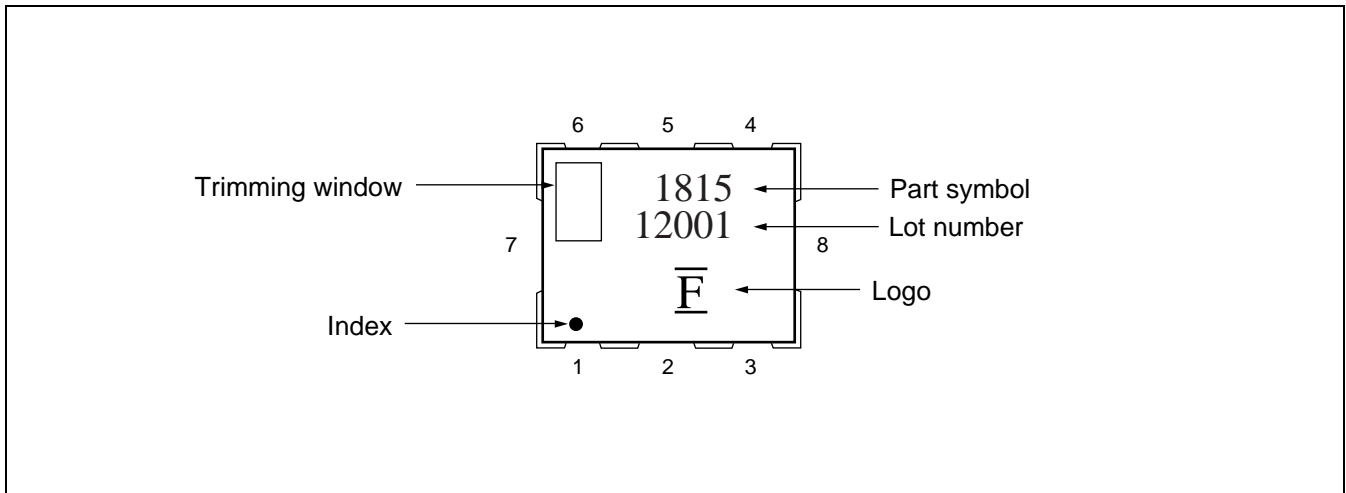 6 5 4
Trimming window
1815
Part symbol
12001
Lot number
7
8
F
Logo
Index
1 2 3